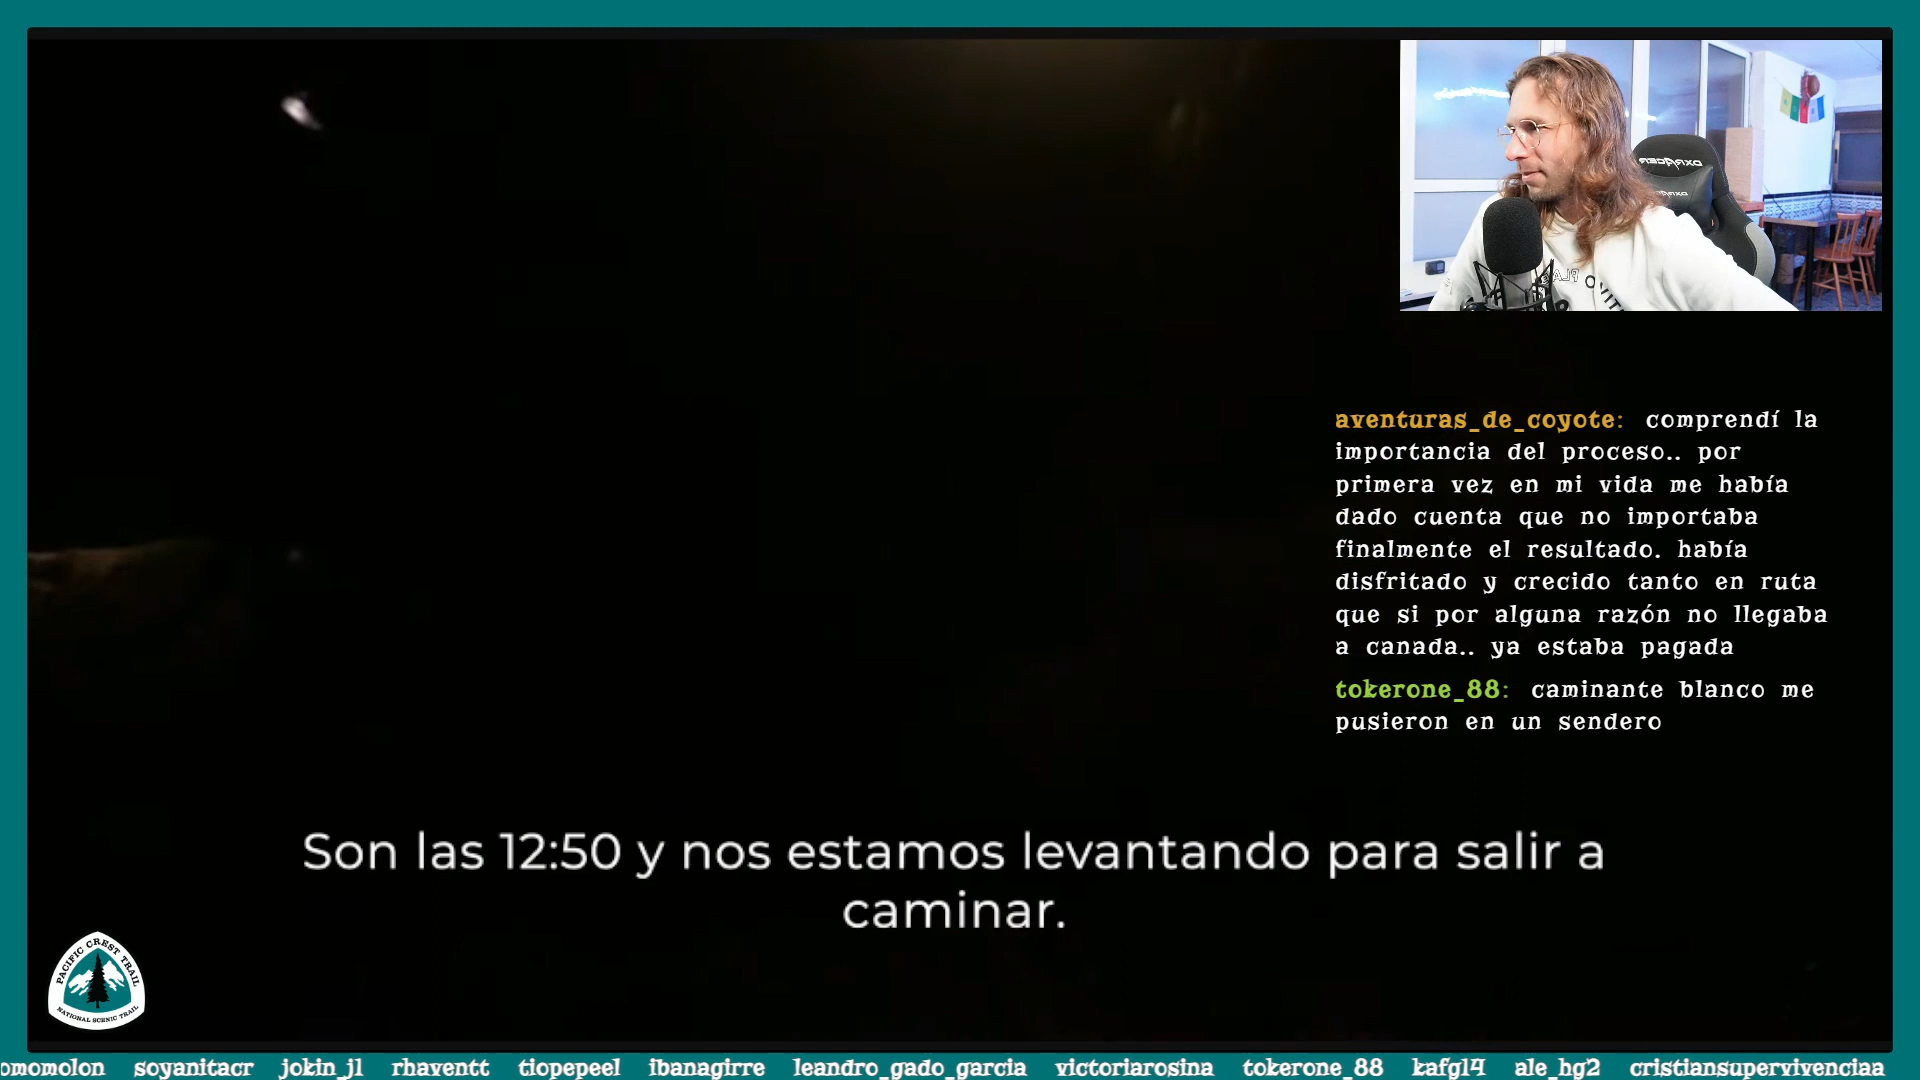 aventuras_de_coyote: comprendí la
importancia del proceso.. por
primera vez en mi vida me había
dado cuenta que no importaba
finalmente el resultado. había
disfritado y crecido tanto en ruta
que si por alguna razón no llegaba
a canada.. ya estaba pagada
tokerone_88: caminante blanco me
pusieron en un sendero
Son las 12:50 y nos estamos levantando para salir a
caminar.
PACIFIC CREST TRAIL
NATIONAL SCENIC TRAIL
omomolon soyanitacr jokin_jl rhaventt tiopepeel ibanagirre leandro_gado_garcia victoriarosina tokerone_88 kafg14 ale_hg2 cristiansupervivenciaa